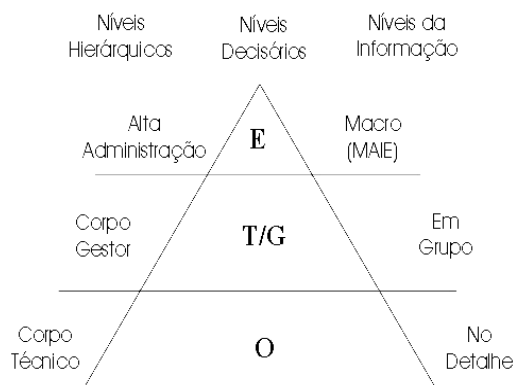 Níveis
Hierárquicos
Níveis
Decisórios
Níveis da
Informação
Alta
Administração
E
Macro
(MAIE)
Corpo
Gestor
T/G
Em
Grupo
Corpo
Técnico
O
No
Detalhe